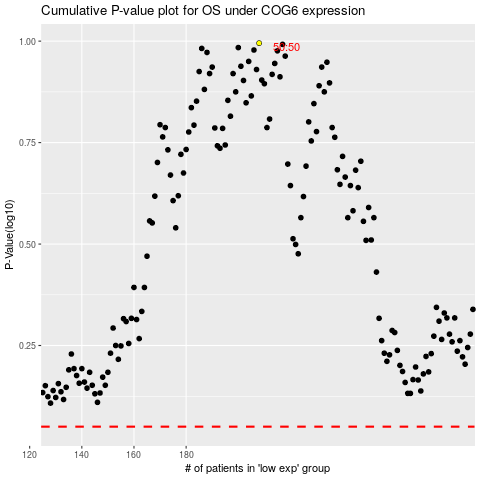 Cumulative P-value plot for OS under COG6 expression
1.00
50:50
0.75
P-Value(log10)
0.50
0.25
120 140 160 180
# of patients in 'low exp' group